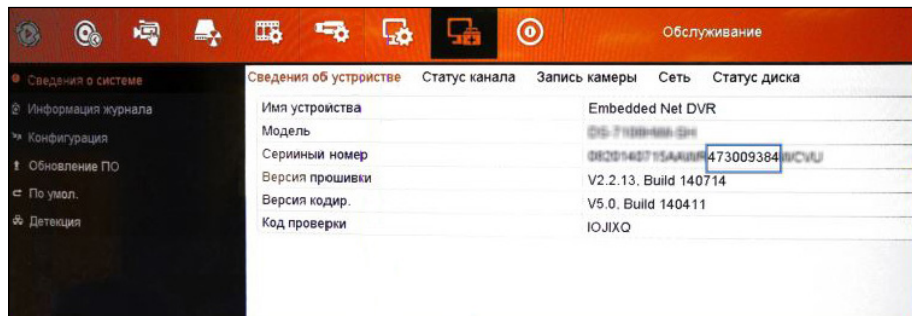 Обслуживание
Сведения о системе
Информация журнала
Конфигурация
Обновление ПО
По умол.
Детекция
Сведения об устройстве Статус канала Запись камеры Сеть Статус диска
Имя устройства Embedded Net DVR
Модель
Серийный номер 473009384
Версия прошивки V2.2.13, Build 140714
Версия кодир. V5.0, Build 140411
Код проверки IOJIXQ